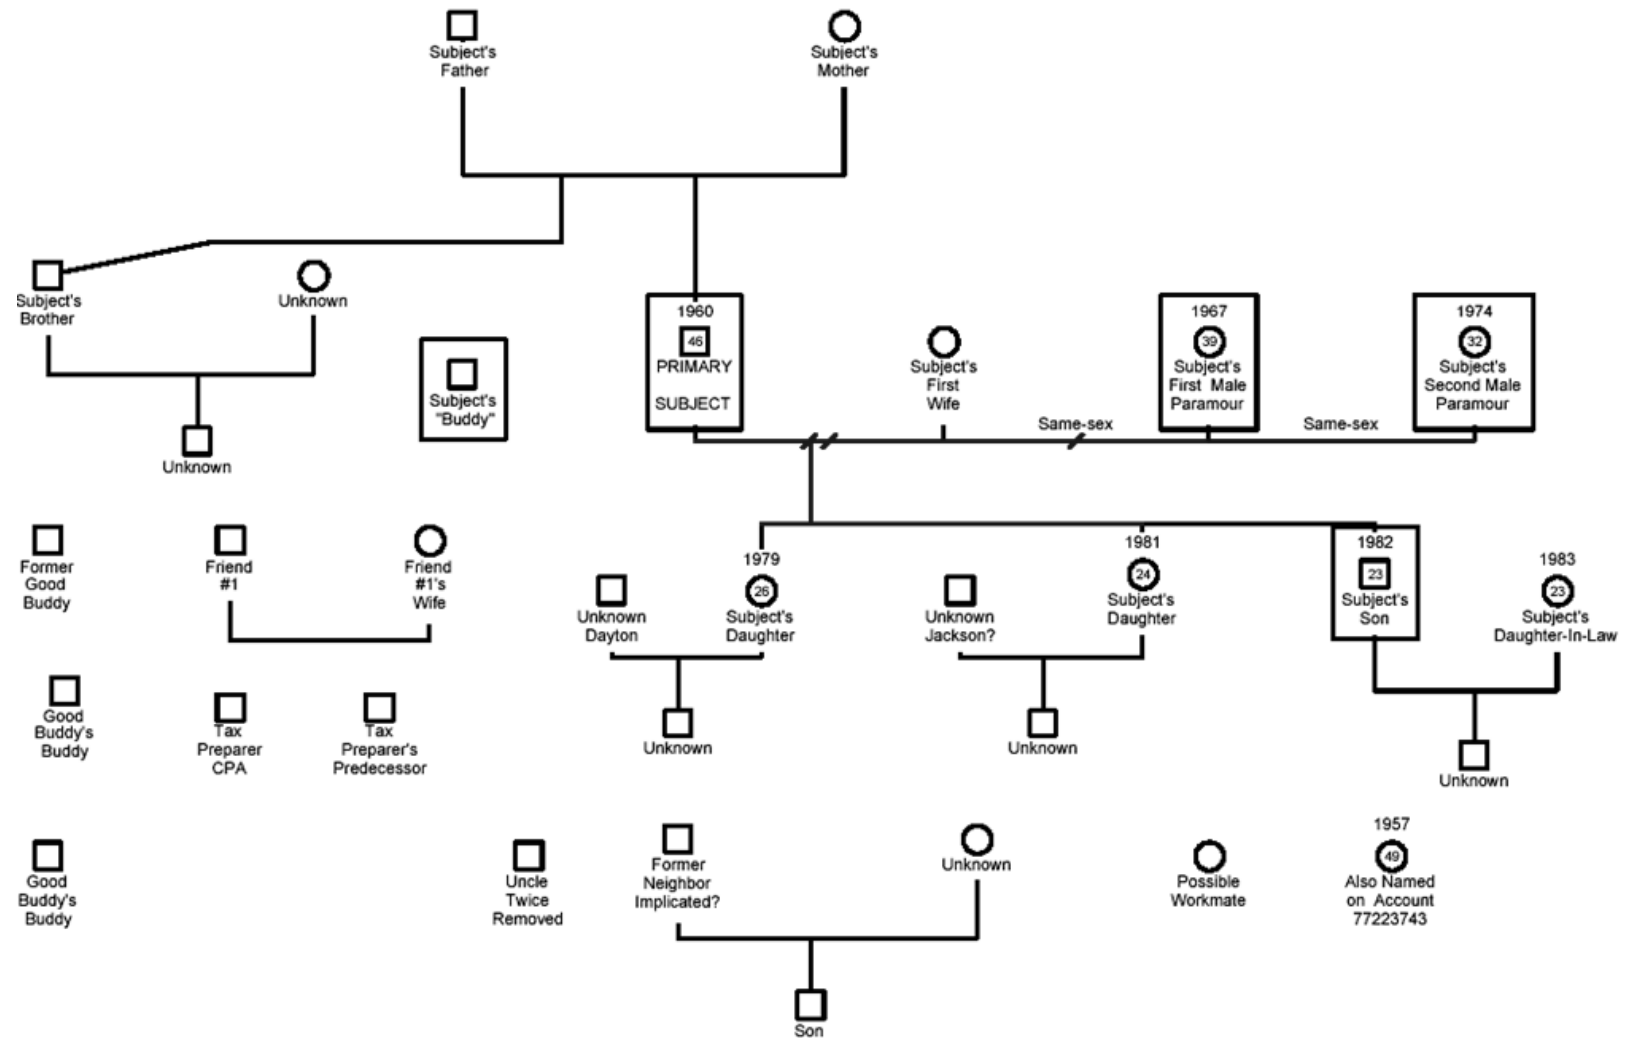 Subject's
Father
Subject's
Mother
Subject's
Brother
Unknown
Unknown
Subject's
"Buddy"
1960
46
PRIMARY
SUBJECT
Subject's
First
Wife
1967
39
Subject's
First Male
Paramour
1974
32
Subject's
Second Male
Paramour
Same-sex
Same-sex
Former
Good
Buddy
Friend
#1
Friend
#1's
Wife
Unknown
Dayton
1979
26
Subject's
Daughter
Unknown
Jackson?
1981
24
Subject's
Daughter
1982
23
Subject's
Son
1983
23
Subject's
Daughter-In-Law
Good
Buddy's
Buddy
Tax
Preparer
CPA
Tax
Preparer's
Predecessor
Unknown
Unknown
Unknown
Good
Buddy's
Buddy
Uncle
Twice
Removed
Former
Neighbor
Implicated?
Unknown
Possible
Workmate
1957
49
Also Named
on Account
77223743
Son